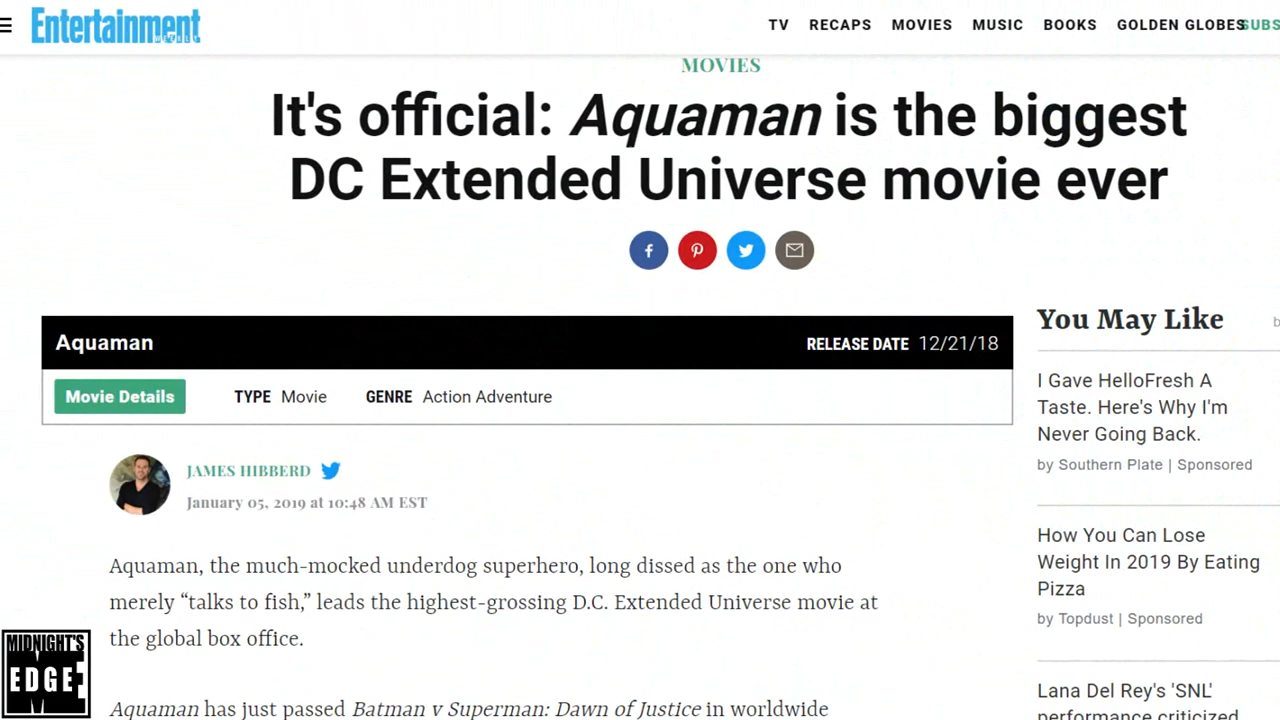 Entertainment
WEEKLY
TV RECAPS MOVIES MUSIC BOOKS GOLDEN GLOBES SUBS
MOVIES
It's official: Aquaman is the biggest
DC Extended Universe movie ever
Aquaman
RELEASE DATE 12/21/18
Movie Details TYPE Movie GENRE Action Adventure
JAMES HIBBERD
January 05, 2019 at 10:48 AM EST
Aquaman, the much-mocked underdog superhero, long dissed as the one who
merely “talks to fish,” leads the highest-grossing D.C. Extended Universe movie at
the global box office.
Aquaman has just passed Batman v Superman: Dawn of Justice in worldwide
You May Like
I Gave HelloFresh A
Taste. Here's Why I'm
Never Going Back.
by Southern Plate | Sponsored
How You Can Lose
Weight In 2019 By Eating
Pizza
by Topdust | Sponsored
Lana Del Rey's 'SNL'
performance criticized
MIDNIGHT'S
EDGE
ME